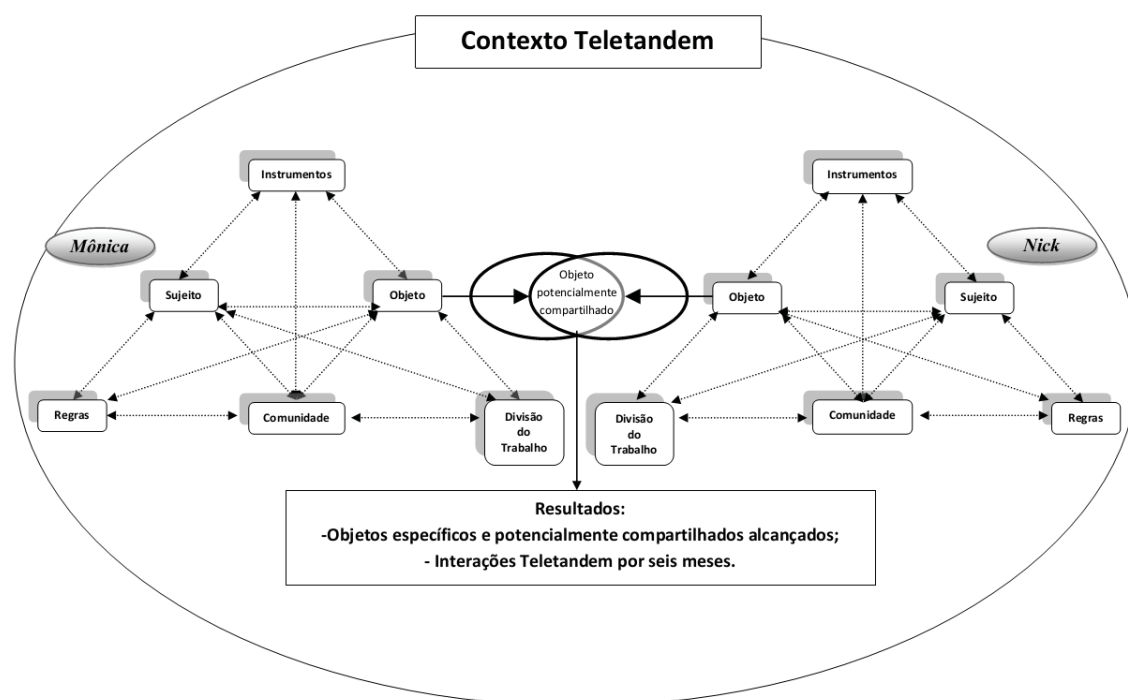 Contexto Teletandem
Instrumentos
Instrumentos
Mônica
Nick
Sujeito
Objeto
Objeto
potencialmente
compartilhado
Objeto
Sujeito
Regras
Comunidade
Divisão
do
Trabalho
Divisão
do
Trabalho
Comunidade
Regras
Resultados:
-Objetos específicos e potencialmente compartilhados alcançados;
- Interações Teletandem por seis meses.